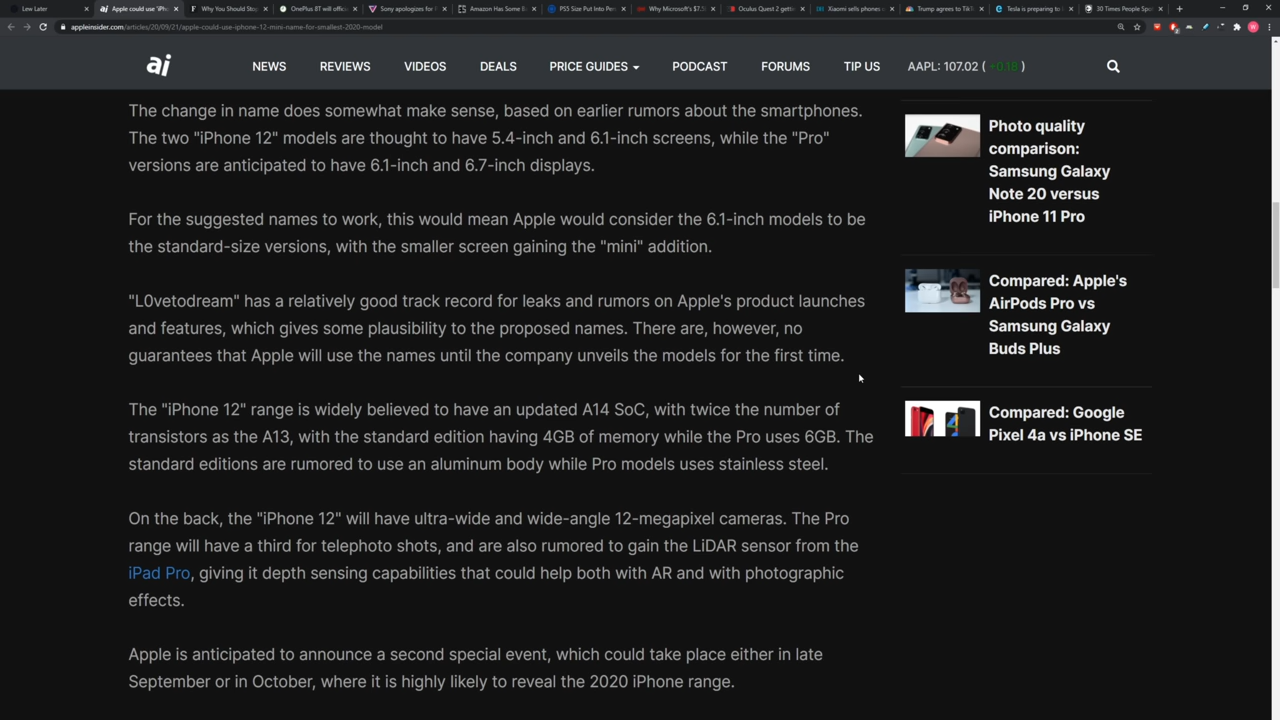 Low Later
Apple could use 'iPh
Why You Should Stop
OnePlus 8T will offici
Sony apologizes for P
Amazon Has Some B
PS5 Size Put Into Per
Why Microsoft's $7.5
Oculus Quest 2 gette
Xiaomi sells phones
Trump agrees to TikT
Tesla is preparing to
30 Times People Spot
appleinsider.com/articles/20/09/21/apple-could-use-iphone-12-mini-name-for-smallest-2020-model
ai
NEWS
REVIEWS
VIDEOS
DEALS
PRICE GUIDES
PODCAST
FORUMS
TIP US
AAPL: 107.02 ( +0.18 )
The change in name does somewhat make sense, based on earlier rumors about the smartphones.
The two "iPhone 12" models are thought to have 5.4-inch and 6.1-inch screens, while the "Pro"
versions are anticipated to have 6.1-inch and 6.7-inch displays.
For the suggested names to work, this would mean Apple would consider the 6.1-inch models to be
the standard-size versions, with the smaller screen gaining the "mini" addition.
"L0vetodream" has a relatively good track record for leaks and rumors on Apple's product launches
and features, which gives some plausibility to the proposed names. There are, however, no
guarantees that Apple will use the names until the company unveils the models for the first time.
The "iPhone 12" range is widely believed to have an updated A14 SoC, with twice the number of
transistors as the A13, with the standard edition having 4GB of memory while the Pro uses 6GB. The
standard editions are rumored to use an aluminum body while Pro models uses stainless steel.
On the back, the "iPhone 12" will have ultra-wide and wide-angle 12-megapixel cameras. The Pro
range will have a third for telephoto shots, and are also rumored to gain the LiDAR sensor from the
iPad Pro, giving it depth sensing capabilities that could help both with AR and with photographic
effects.
Apple is anticipated to announce a second special event, which could take place either in late
September or in October, where it is highly likely to reveal the 2020 iPhone range.
Photo quality
comparison:
Samsung Galaxy
Note 20 versus
iPhone 11 Pro
Compared: Apple's
AirPods Pro vs
Samsung Galaxy
Buds Plus
Compared: Google
Pixel 4a vs iPhone SE